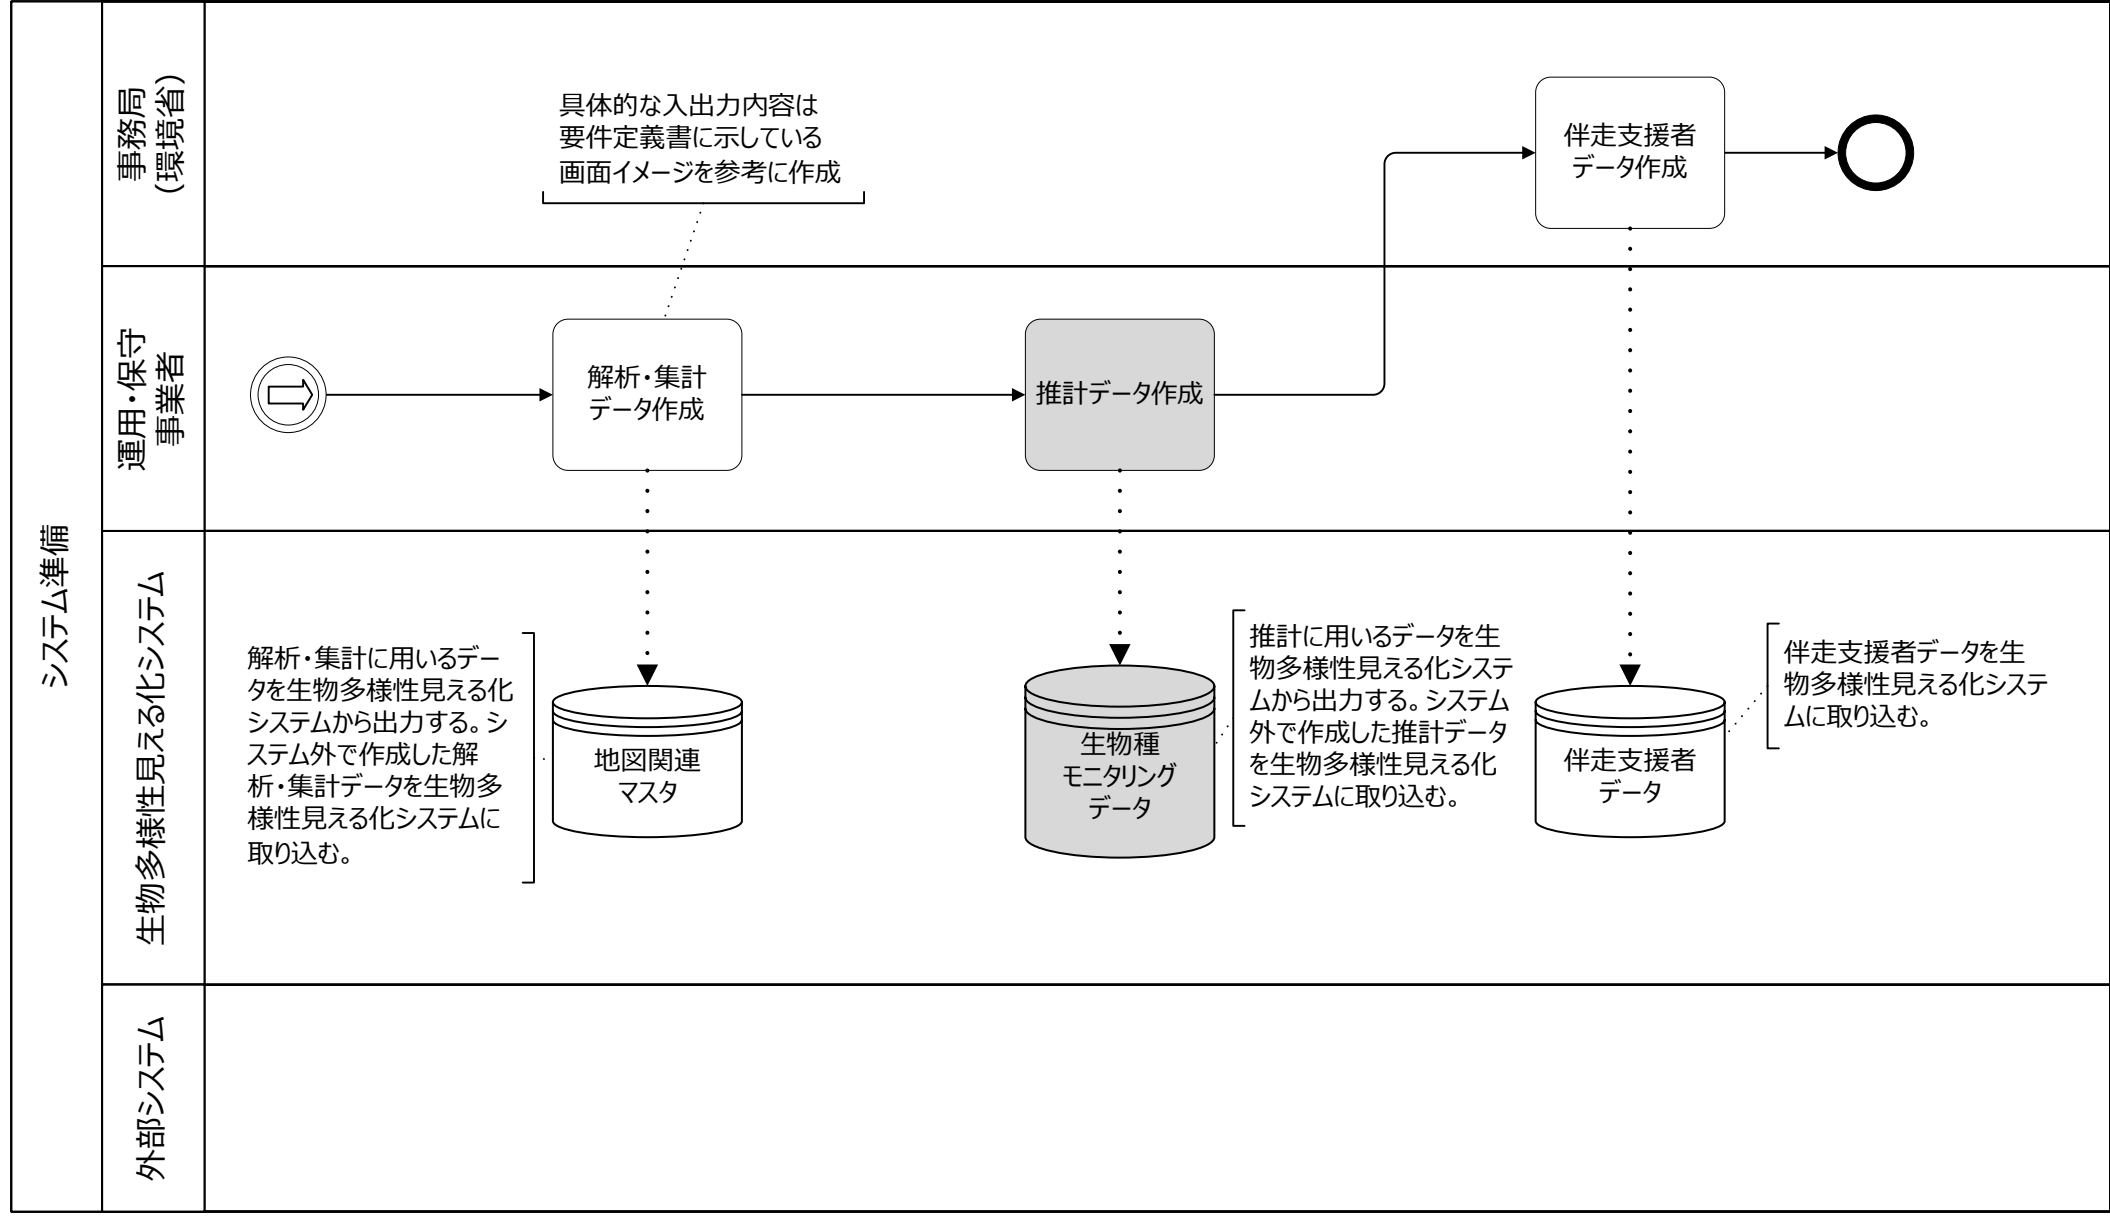 システム準備
事務局
(環境省)
具体的な入出力内容は
要件定義書に示している
画面イメージを参考に作成
伴走支援者
データ作成
運用・保守
事業者
解析・集計
データ作成
推計データ作成
生物多様性見える化システム
解析・集計に用いるデー
タを生物多様性見える化
システムから出力する。シ
ステム外で作成した解
析・集計データを生物多
様性見える化システムに
取り込む。
地図関連
マスタ
生物種
モニタリング
データ
推計に用いるデータを生
物多様性見える化システ
ムから出力する。システム
外で作成した推計データ
を生物多様性見える化
システムに取り込む。
伴走支援者
データ
伴走支援者データを生
物多様性見える化システ
ムに取り込む。
外部システム